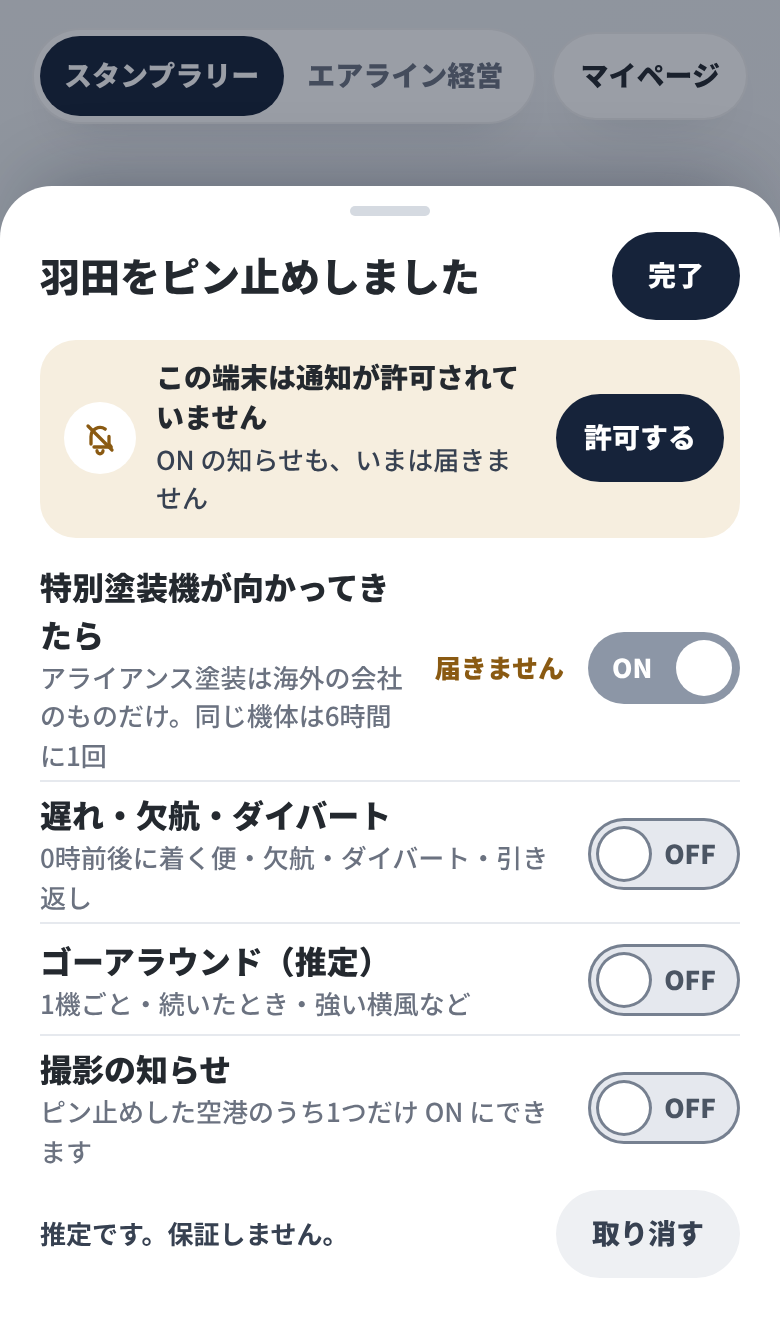 スタンプラリー
エアライン経営
マイページ
羽田をピン止めしました
完了
この端末は通知が許可されて
いません
ON の知らせも、いまは届きま
せん
許可する
特別塗装機が向かってき
たら
アライアンス塗装は海外の会社
のものだけ。同じ機体は6時間
に1回
届きません
ON
遅れ・欠航・ダイバート
0時前後に着く便・欠航・ダイバート・引き
返し
OFF
ゴーアラウンド（推定）
1機ごと・続いたとき・強い横風など
OFF
撮影の知らせ
ピン止めした空港のうち1つだけ ON にでき
ます
OFF
推定です。保証しません。
取り消す